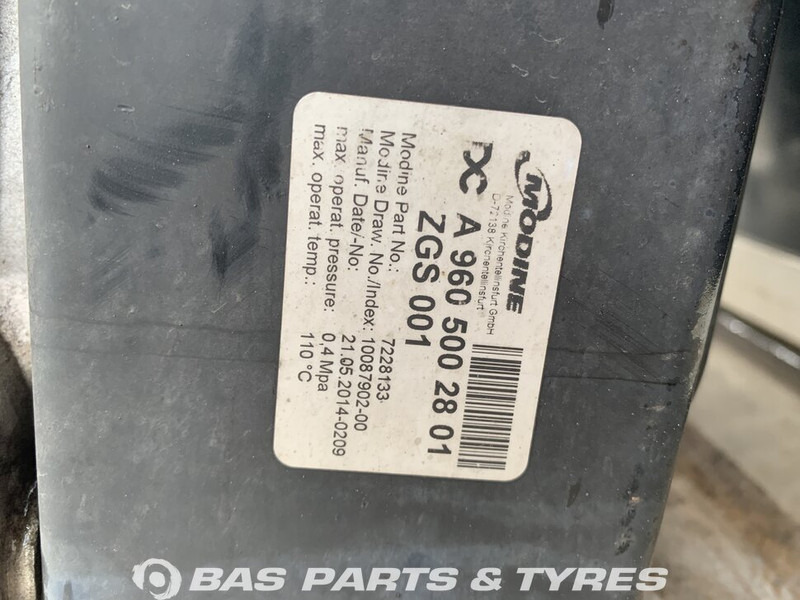 MODINE
Modine Kirchentellinsfurt GmbH
D-72138 Kirchentellinsfurt
DC A 960 500 28 01
ZGS 001
Modine Part No.: 7228133
Modine Draw. No./Index: 10087902-00
Manuf. Date/-No: 21.05.2014-0209
max. operat. pressure: 0,4 Mpa
max. operat. temp.: 110 °C
BAS PARTS & TYRES